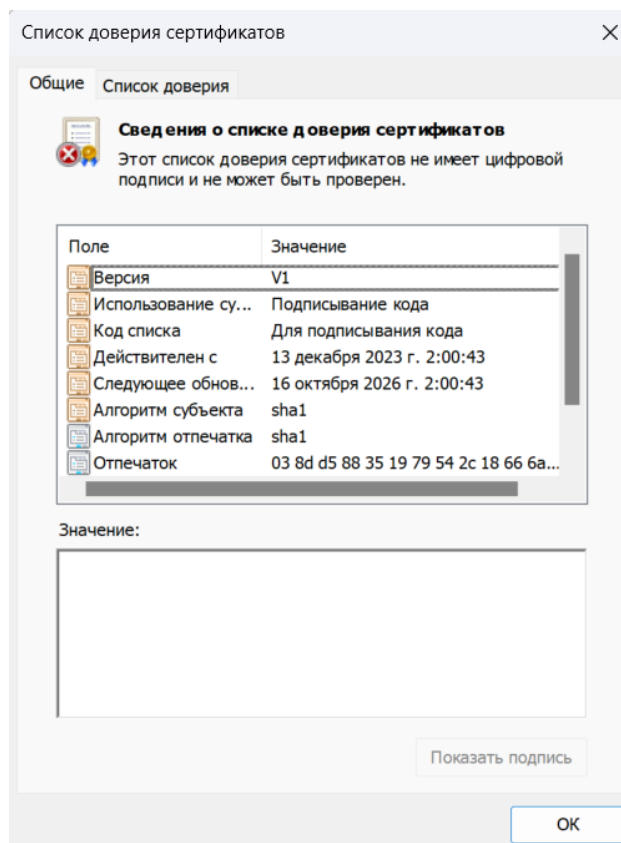 Список доверия сертификатов
Общие
Список доверия
Сведения о списке доверия сертификатов
Этот список доверия сертификатов не имеет цифровой
подписи и не может быть проверен.
Поле Значение
Версия V1
Использование су... Подписывание кода
Код списка Для подписывания кода
Действителен с 13 декабря 2023 г. 2:00:43
Следующее обнов... 16 октября 2026 г. 2:00:43
Алгоритм субъекта sha1
Алгоритм отпечатка sha1
Отпечаток 03 8d d5 88 35 19 79 54 2c 18 66 6a...
Значение:
Показать подпись
ОК